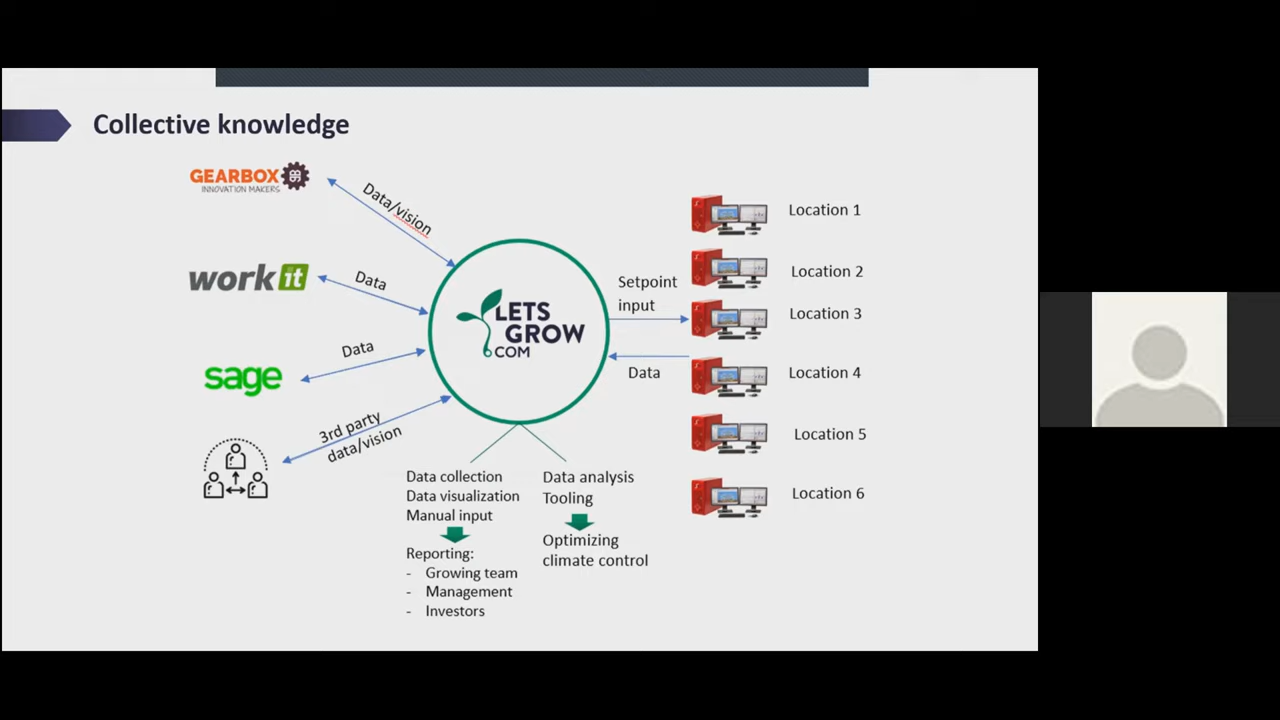 Collective knowledge
GEARBOX
INNOVATION MAKERS
Data/vision
work it
Data
sage
Data
3rd party
data/vision
LETS
GROW
COM
Setpoint
input
Data
Location 1
Location 2
Location 3
Location 4
Location 5
Location 6
Data collection
Data visualization
Manual input
Reporting:
- Growing team
- Management
- Investors
Data analysis
Tooling
Optimizing
climate control